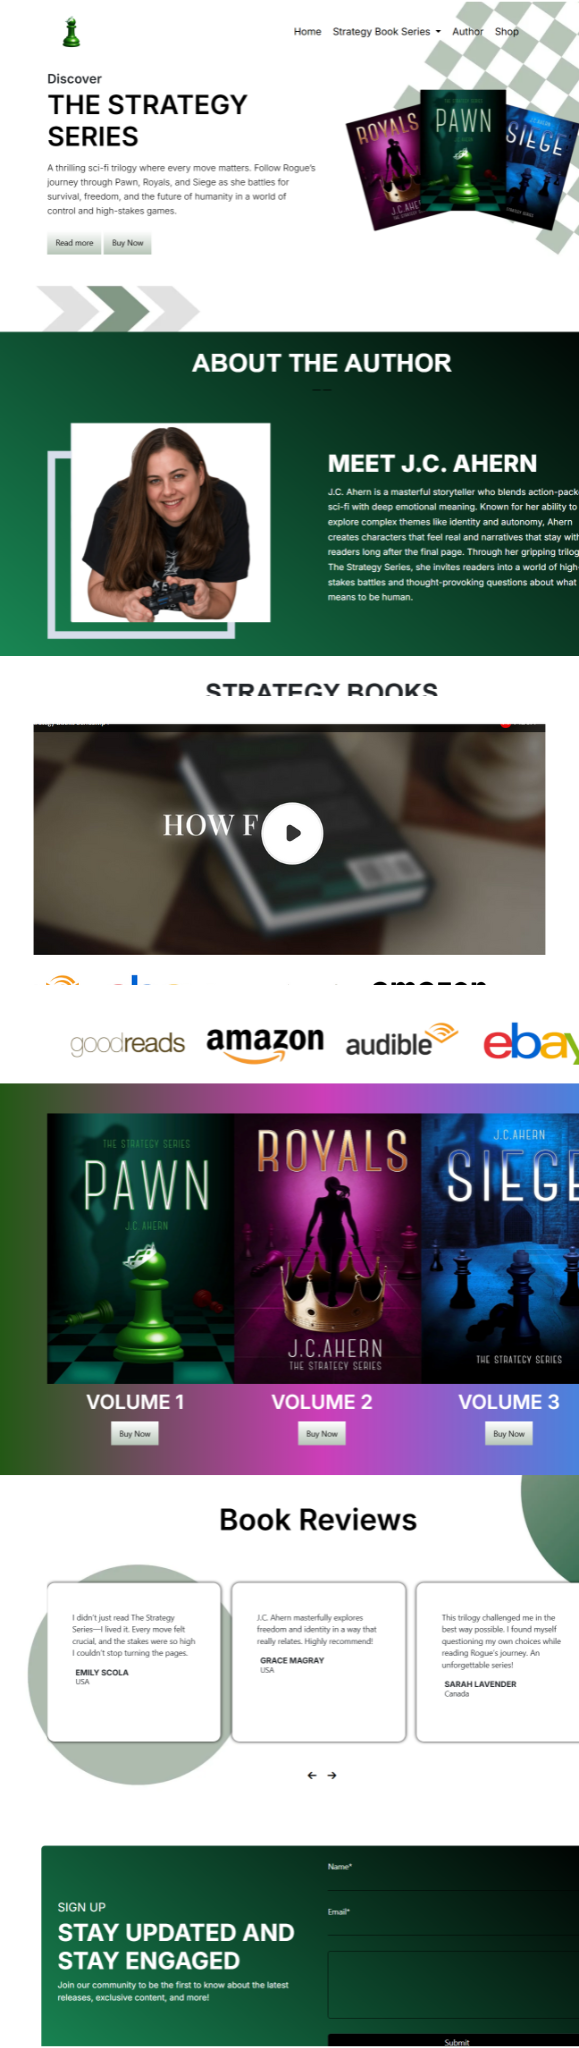 Home Strategy Book Series Author Shop
Discover
THE STRATEGY
SERIES
A thrilling sci-fi trilogy where every move matters. Follow Rogue's
journey through Pawn, Royals, and Siege as she battles for
survival, freedom, and the future of humanity in a world of
control and high-stakes games.
Read more Buy Now
ROYALS
J.C.A
THE STRATEGY SERIES
PAWN
J.C.AHERN
SIEGE
STRATEGY SERIES
ABOUT THE AUTHOR
MEET J.C. AHERN
J.C. Ahern is a masterful storyteller who blends action-pack
sci-fi with deep emotional meaning. Known for her ability to
explore complex themes like identity and autonomy, Ahern
creates characters that feel real and narratives that stay wit
readers long after the final page. Through her gripping trilog
The Strategy Series, she invites readers into a world of high-
stakes battles and thought-provoking questions about what
means to be human.
STRATEGY BOOKS
HOW F
amazon
goodreads amazon audible ebay
THE STRATEGY SERIES
PAWN
J.C AHERN
ROYALS
J.C.AHERN
THE STRATEGY SERIES
J.C.AHERN
SIEGE
THE STRATEGY SERIES
VOLUME 1 VOLUME 2 VOLUME 3
Buy Now Buy Now Buy Now
Book Reviews
I didn't just read The Strategy
Series—I lived it. Every move felt
crucial, and the stakes were so high
I couldn't stop turning the pages.
EMILY SCOLA
USA
J.C. Ahern masterfully explores
freedom and identity in a way that
really relates. Highly recommend!
GRACE MAGRAY
USA
This trilogy challenged me in the
best way possible. I found myself
questioning my own choices while
reading Rogue's journey. An
unforgettable series!
SARAH LAVENDER
Canada
SIGN UP
STAY UPDATED AND
STAY ENGAGED
Join our community to be the first to know about the latest
releases, exclusive content, and more!
Name*
Email*
Submit